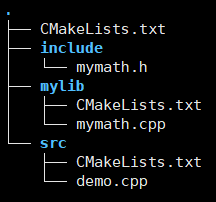 .
├── CMakeLists.txt
├── include
│   └── mymath.h
├── mylib
│   ├── CMakeLists.txt
│   └── mymath.cpp
└── src
    ├── CMakeLists.txt
    └── demo.cpp